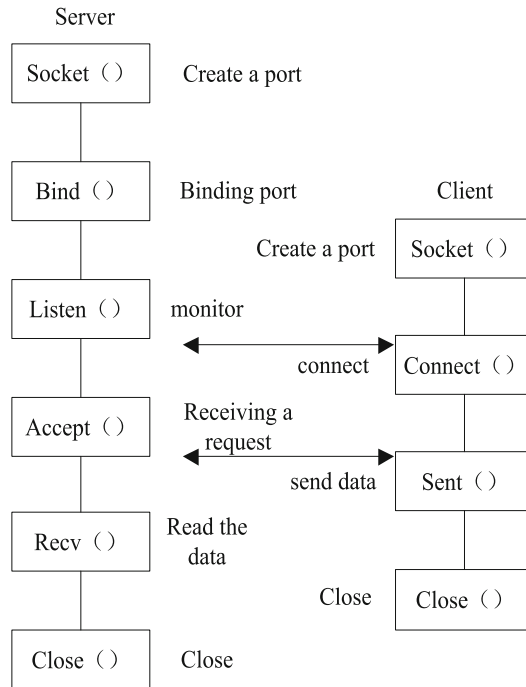 Server
Socket () Create a port
Bind () Binding port Client
Create a port Socket ()
Listen () monitor
connect Connect ()
Accept () Receiving a
request
send data Sent ()
Recv () Read the
data
Close Close ()
Close () Close